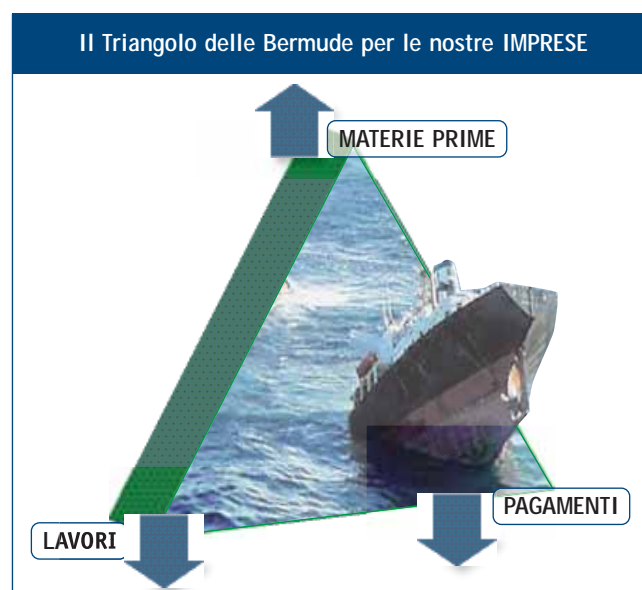 Il Triangolo delle Bermude per le nostre IMPRESE
MATERIE PRIME
PAGAMENTI
LAVORI